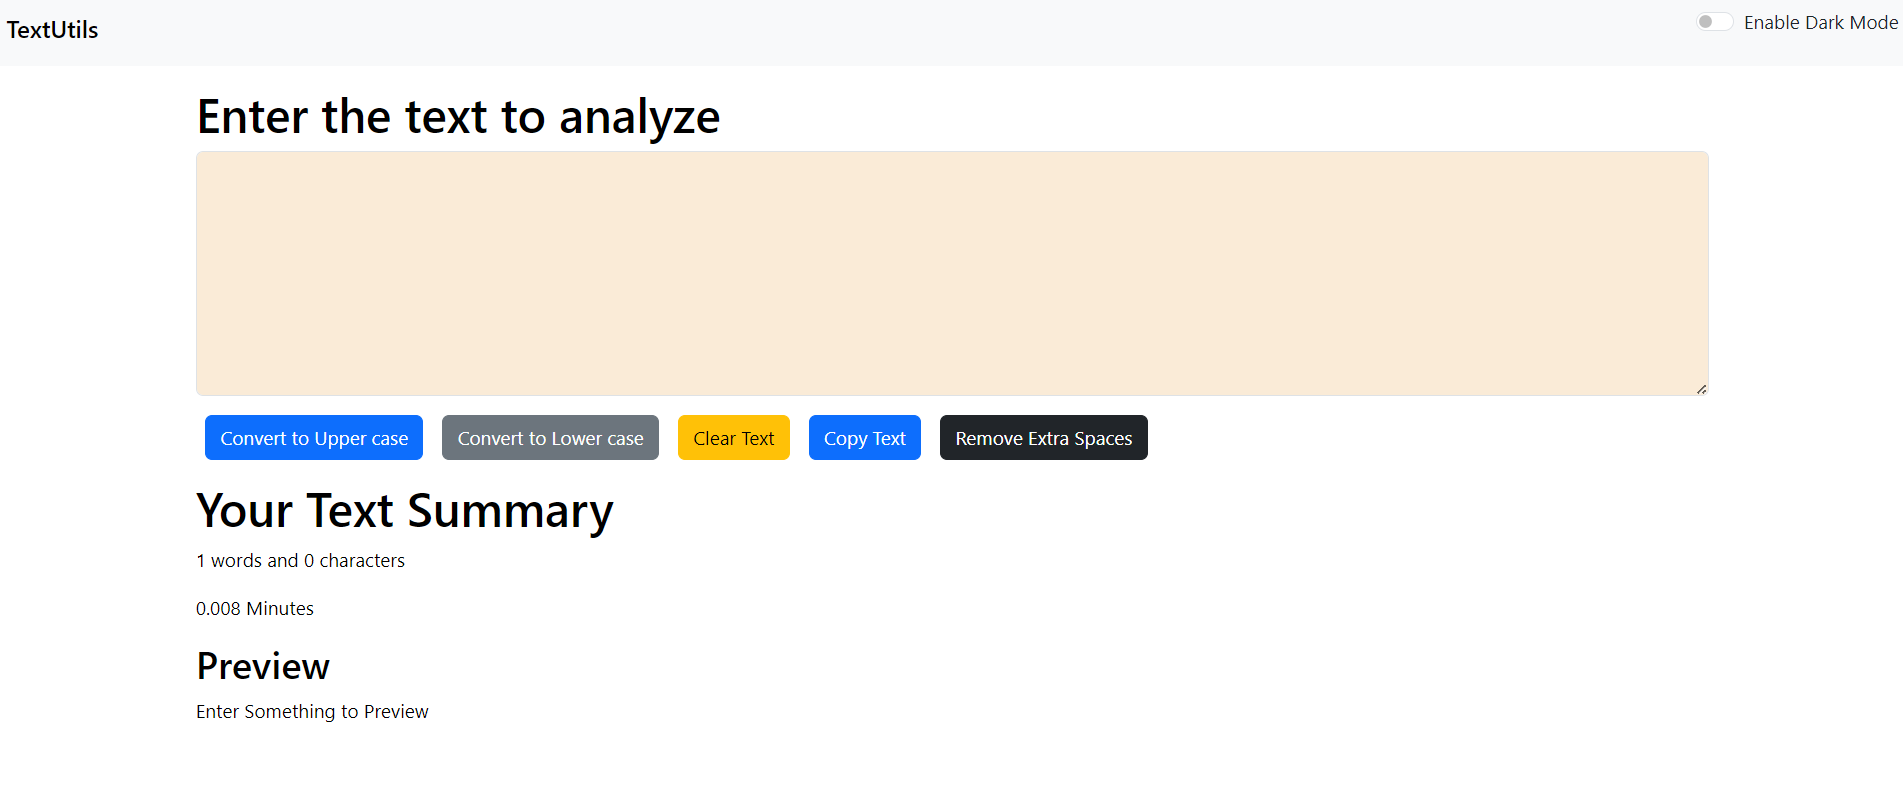 TextUtils
Enable Dark Mode
Enter the text to analyze
Convert to Upper case
Convert to Lower case
Clear Text
Copy Text
Remove Extra Spaces
Your Text Summary
1 words and 0 characters
0.008 Minutes
Preview
Enter Something to Preview